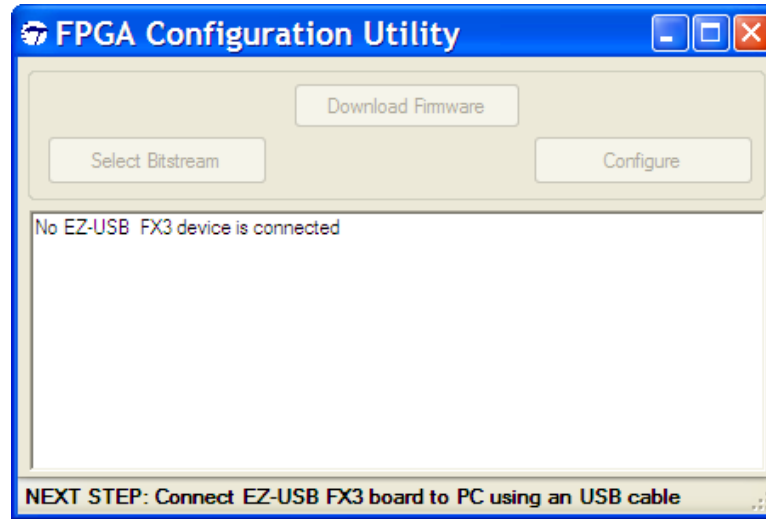 FPGA Configuration Utility
Download Firmware
Select Bitstream
Configure
No EZ-USB  FX3 device is connected
NEXT STEP: Connect EZ-USB FX3 board to PC using an USB cable